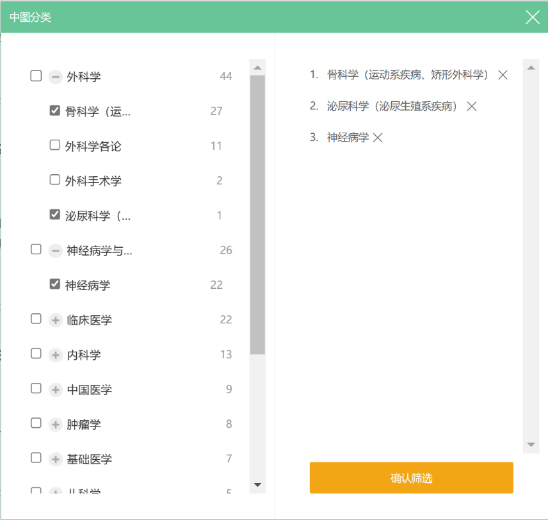 中图分类
外科学 44
骨科学（运... 27
外科学各论 11
外科手术学 2
泌尿科学（... 1
神经病学与... 26
神经病学 22
临床医学 22
内科学 13
中国医学 9
肿瘤学 8
基础医学 7
儿科学 5
1. 骨科学（运动系疾病、矫形外科学）
2. 泌尿科学（泌尿生殖系疾病）
3. 神经病学
确认筛选